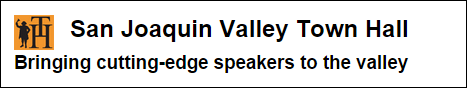 San Joaquin Valley Town Hall
Bringing cutting-edge speakers to the valley